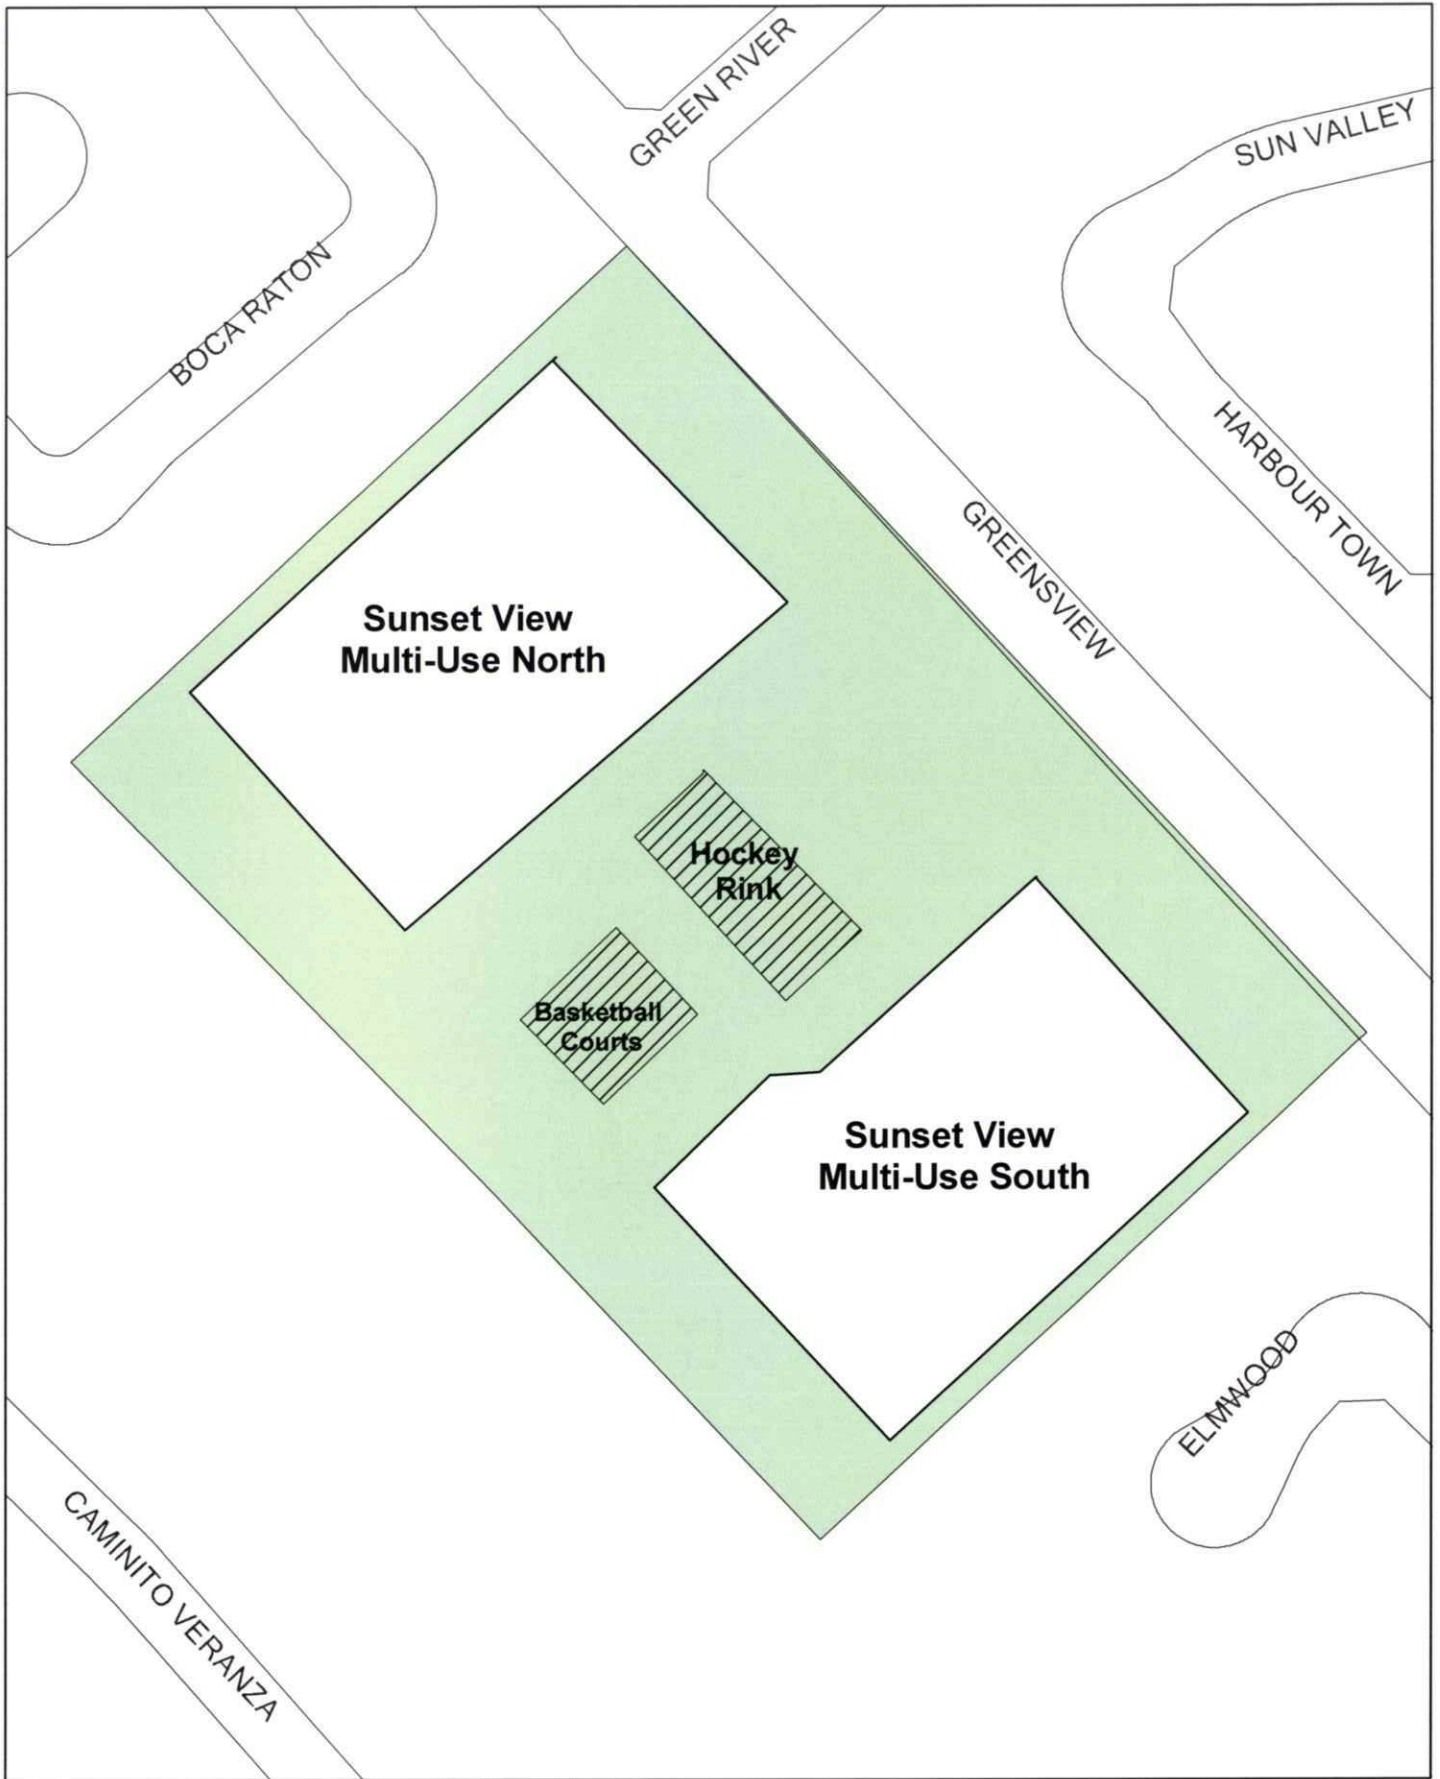 GREEN RIVER
SUN VALLEY
BOCA RATON
HARBOUR TOWN
GREENSVIEW
Sunset View
Multi-Use North
Hockey
Rink
Basketball
Courts
Sunset View
Multi-Use South
ELMWOOD
CAMINITO VERANZA